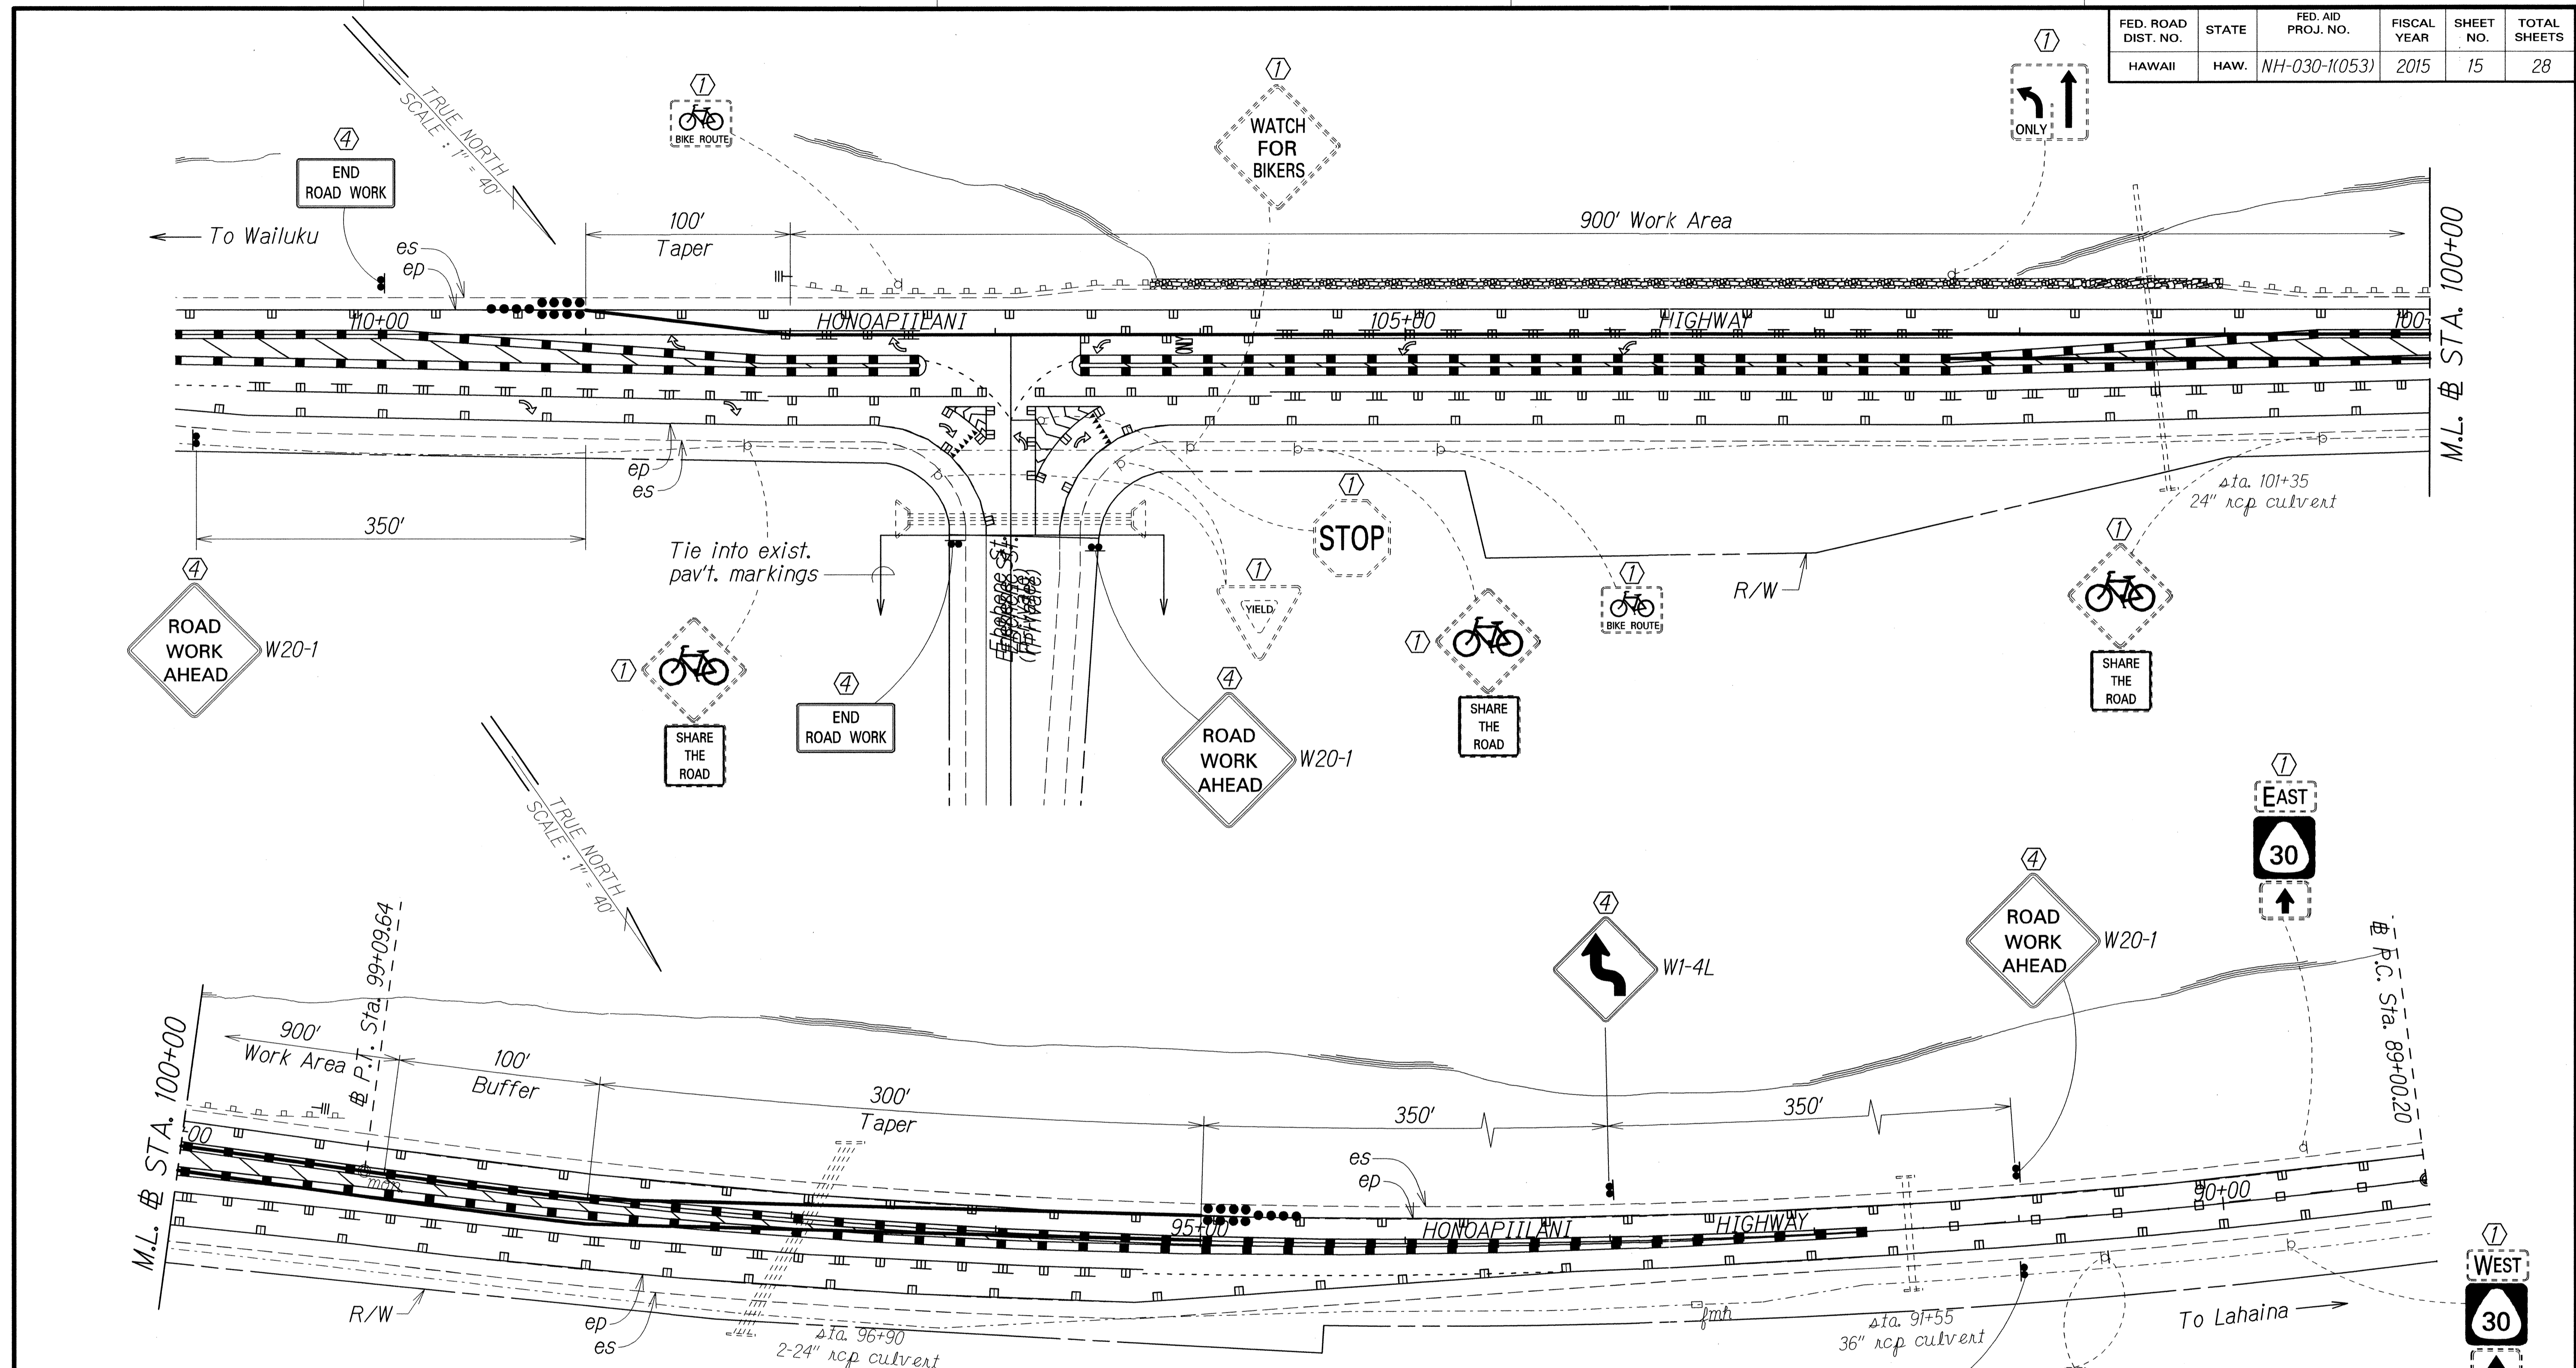 FED. ROAD DIST. NO.
STATE
FED. AID PROJ. NO.
FISCAL YEAR
SHEET NO.
TOTAL SHEETS
HAWAII
HAW.
NH-030-1(053)
2015
15
28
TRUE NORTH
SCALE : 1" = 40'
1
BIKE ROUTE
1
WATCH
FOR
BIKERS
1
ONLY
4
END
ROAD WORK
To Wailuku
es
ep
100'
Taper
900' Work Area
110+00
HONOAPIILANI
105+00
HIGHWAY
100-
ONLY
M.L. B STA. 100+00
ep
es
350'
Tie into exist.
pav't. markings
1
STOP
1
YIELD
R/W
sta. 101+35
24" rcp culvert
4
ROAD
WORK
AHEAD
W20-1
1
SHARE
THE
ROAD
4
END
ROAD WORK
4
ROAD
WORK
AHEAD
W20-1
1
SHARE
THE
ROAD
1
BIKE ROUTE
1
SHARE
THE
ROAD
TRUE NORTH
SCALE : 1" = 40'
1
EAST
30
4
W1-4L
4
ROAD
WORK
AHEAD
W20-1
M.L. B STA. 100+00
900'
Work Area
B P.T. Sta. 99+09.64
100'
Buffer
300'
Taper
350'
350'
B P.C. Sta. 89+00.20
-00
mon
es
ep
95+00
HONOAPIILANI
HIGHWAY
90+00
R/W
ep
es
sta. 96+90
2-24" rcp culvert
fmh
sta. 91+55
36" rcp culvert
To Lahaina
1
WEST
30